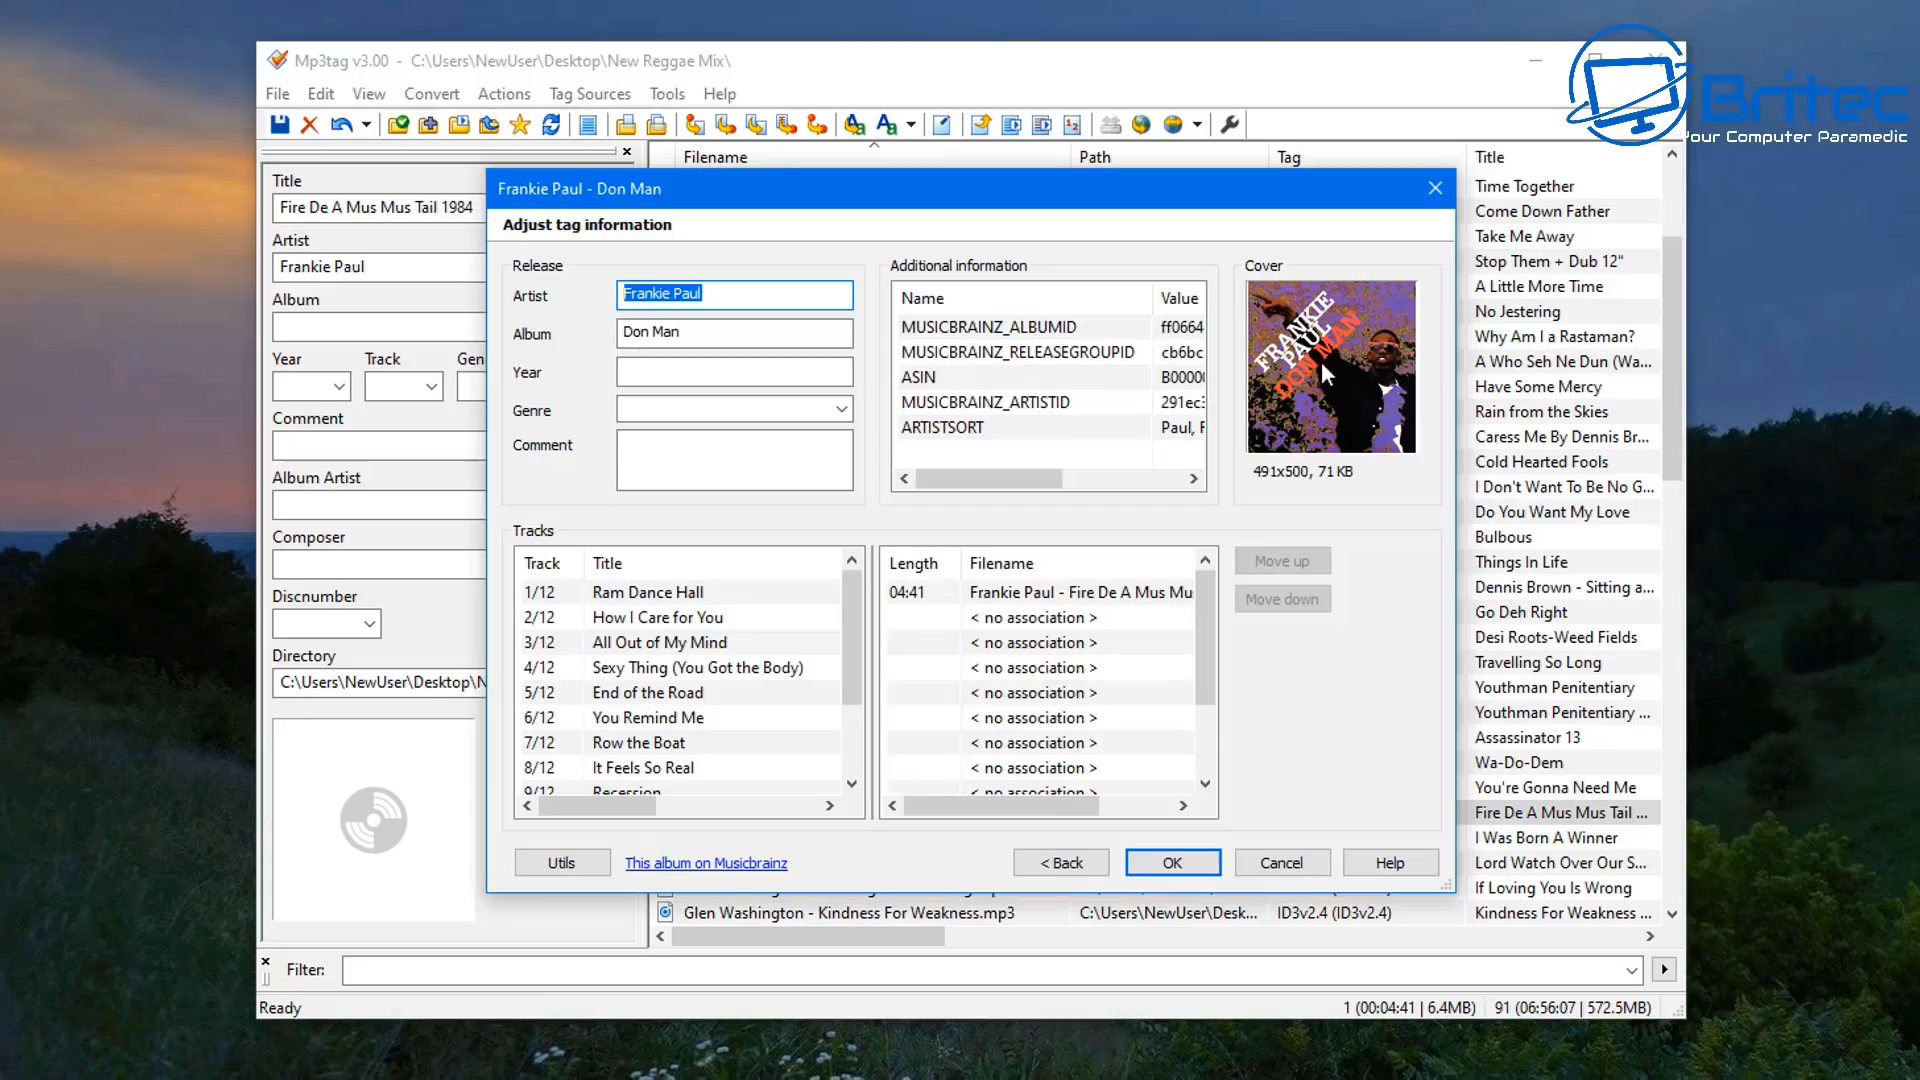 Mp3tag v3.00 - C:\Users\NewUser\Desktop\New Reggae Mix\
Britec
Your Computer Paramedic
File Edit View Convert Actions Tag Sources Tools Help
Filename Path Tag Title
Title
Fire De A Mus Mus Tail 1984
Artist
Frankie Paul
Album
Year Track Gen
Comment
Album Artist
Composer
Discnumber
Directory
C:\Users\NewUser\Desktop\N
Frankie Paul - Don Man
Adjust tag information
Release
Artist Frankie Paul
Album Don Man
Year
Genre
Comment
Additional information
Name Value
MUSICBRAINZ_ALBUMID ff0664
MUSICBRAINZ_RELEASEGROUPID cb6bc
ASIN B0000
MUSICBRAINZ_ARTISTID 291ec3
ARTISTSORT Paul, F
Cover
FRANKIE
PAUL
DON MAN
491x500, 71 KB
Tracks
Track Title
1/12 Ram Dance Hall
2/12 How I Care for You
3/12 All Out of My Mind
4/12 Sexy Thing (You Got the Body)
5/12 End of the Road
6/12 You Remind Me
7/12 Row the Boat
8/12 It Feels So Real
9/12 Recession
Length Filename
04:41 Frankie Paul - Fire De A Mus Mu
< no association >
< no association >
< no association >
< no association >
< no association >
< no association >
< no association >
< no association >
Move up
Move down
Utils
This album on Musicbrainz
< Back
OK
Cancel
Help
Time Together
Come Down Father
Take Me Away
Stop Them + Dub 12"
A Little More Time
No Jestering
Why Am I a Rastaman?
A Who Seh Ne Dun (Wa...
Have Some Mercy
Rain from the Skies
Caress Me By Dennis Br...
Cold Hearted Fools
I Don't Want To Be No G...
Do You Want My Love
Bulbous
Things In Life
Dennis Brown - Sitting a...
Go Deh Right
Desi Roots-Weed Fields
Travelling So Long
Youthman Penitentiary
Youthman Penitentiary ...
Assassinator 13
Wa-Do-Dem
You're Gonna Need Me
Fire De A Mus Mus Tail ...
I Was Born A Winner
Lord Watch Over Our S...
If Loving You Is Wrong
Glen Washington - Kindness For Weakness.mp3 C:\Users\NewUser\Desk... ID3v2.4 (ID3v2.4) Kindness For Weakness ...
Filter:
Ready
1 (00:04:41 | 6.4MB) 91 (06:56:07 | 572.5MB)